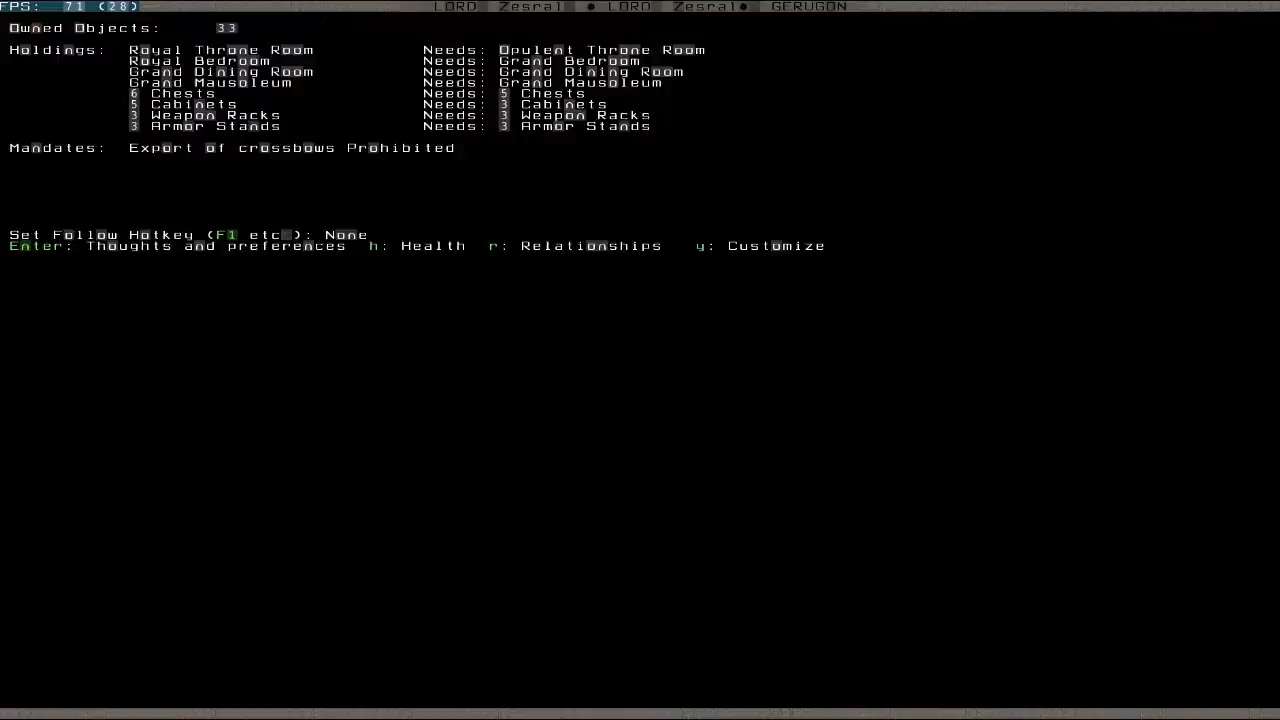 FPS: 71 (28) LORD Zesral ● LORD Zesral● GERUGON
Owned Objects: 33
Holdings: Royal Throne Room Needs: Opulent Throne Room
Royal Bedroom Needs: Grand Bedroom
Grand Dining Room Needs: Grand Dining Room
Grand Mausoleum Needs: Grand Mausoleum
6 Chests Needs: 5 Chests
5 Cabinets Needs: 3 Cabinets
3 Weapon Racks Needs: 3 Weapon Racks
3 Armor Stands Needs: 3 Armor Stands
Mandates: Export of crossbows Prohibited
Set Follow Hotkey (F1 etc ): None
Enter: Thoughts and preferences h: Health r: Relationships y: Customize